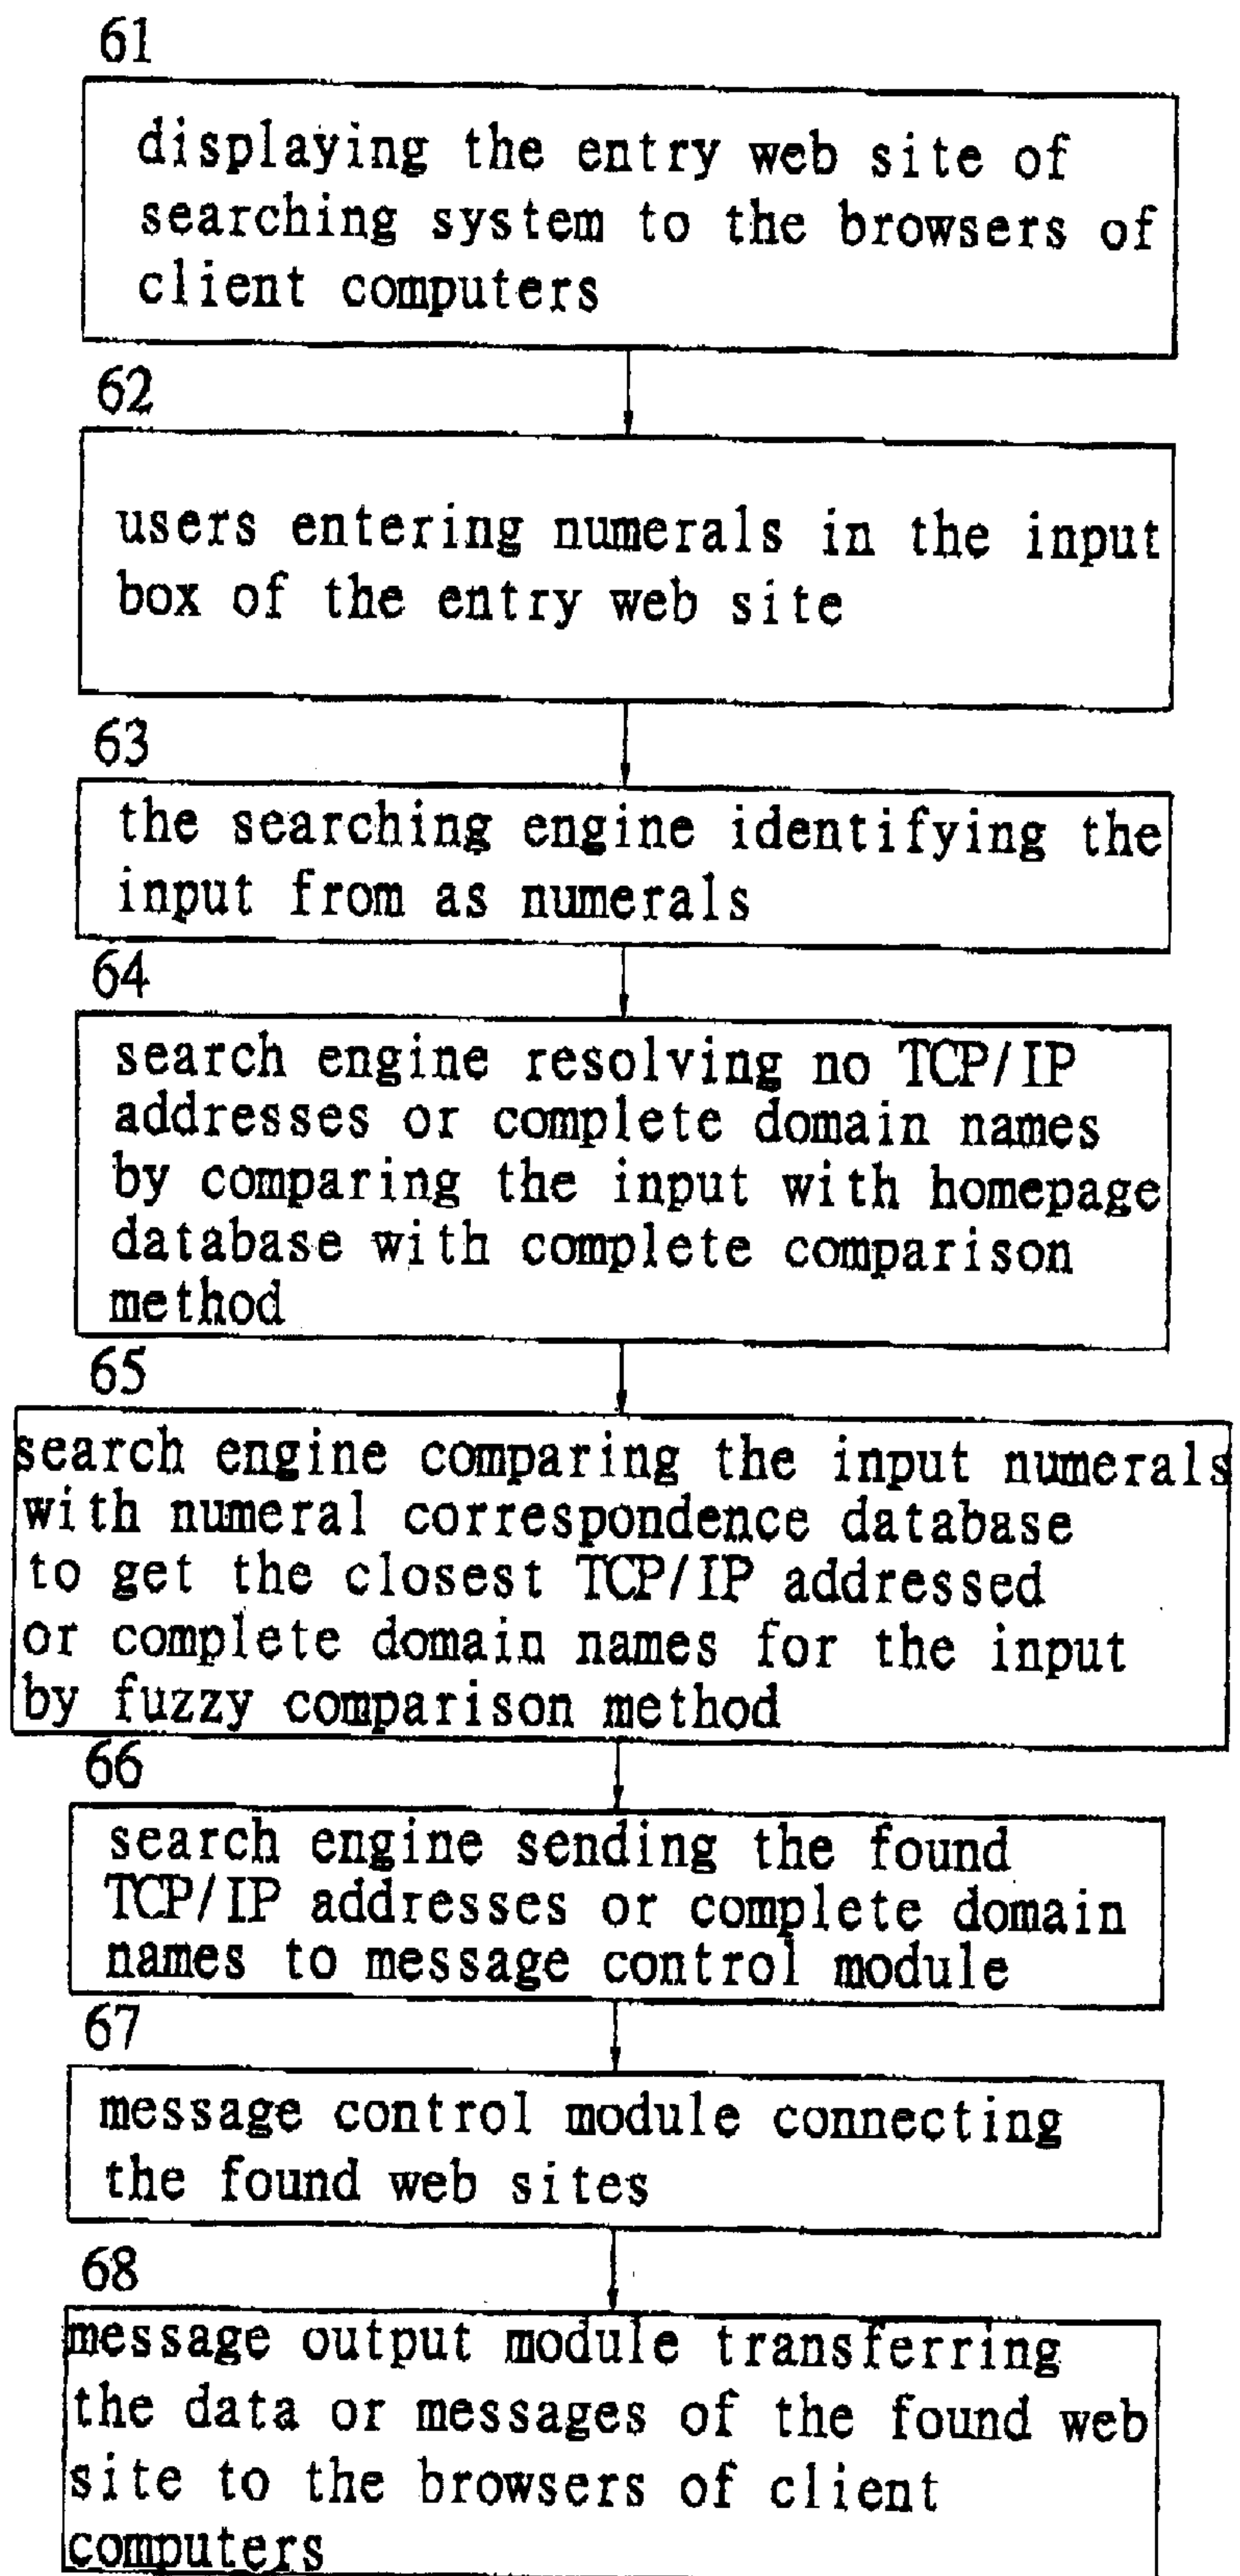 61
displaying the entry web site of
searching system to the browsers of
client computers
62
users entering numerals in the input
box of the entry web site
63
the searching engine identifying the
input from as numerals
64
search engine resolving no TCP/IP
addresses or complete domain names
by comparing the input with homepage
database with complete comparison
method
65
search engine comparing the input numerals
with numeral correspondence database
to get the closest TCP/IP addressed
or complete domain names for the input
by fuzzy comparison method
66
search engine sending the found
TCP/IP addresses or complete domain
names to message control module
67
message control module connecting
the found web sites
68
message output module transferring
the data or messages of the found web
site to the browsers of client
computers